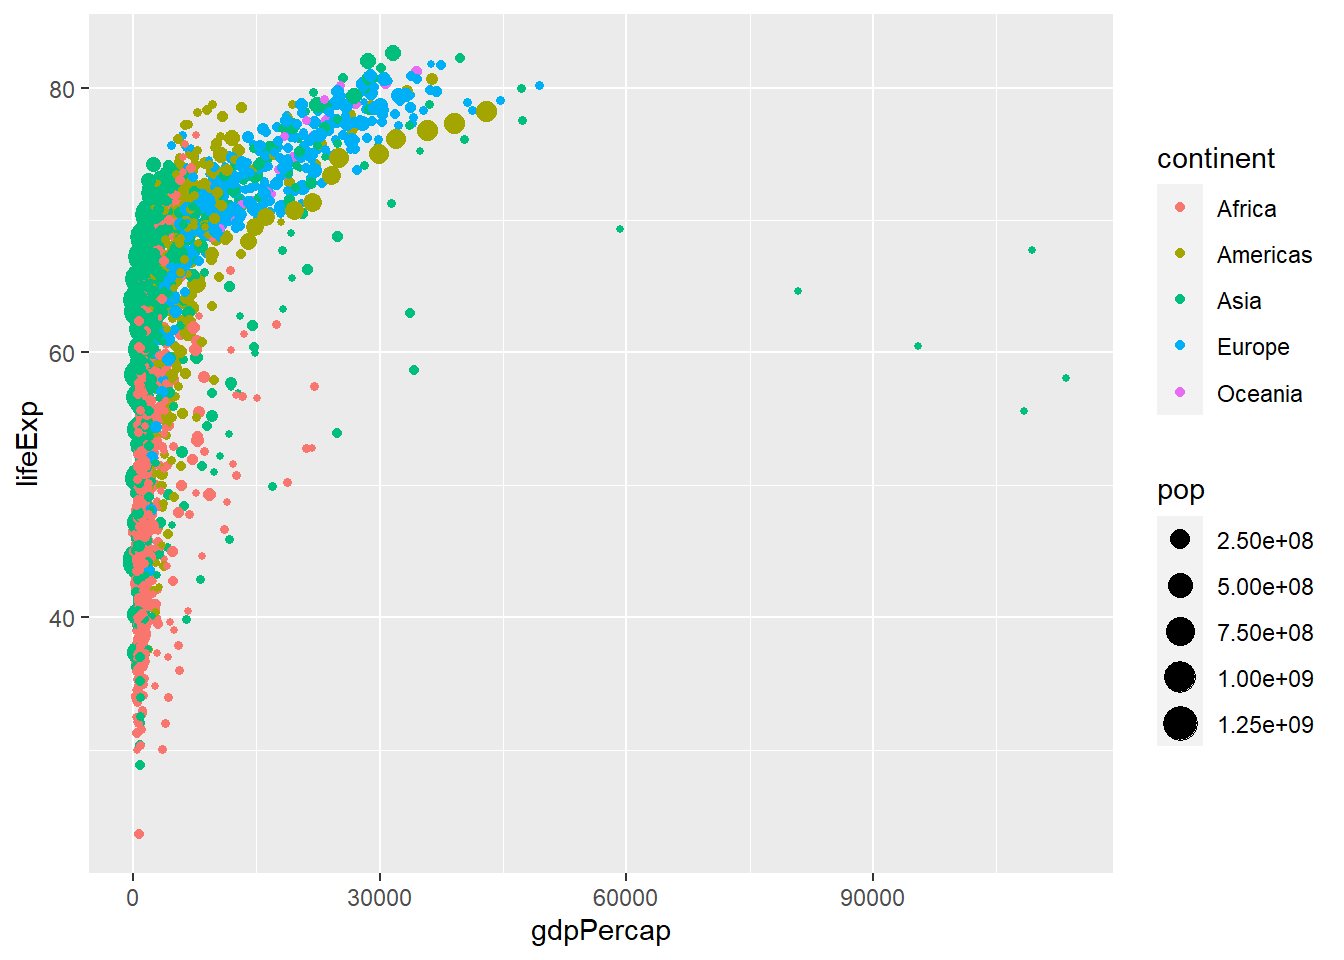 80
60
40
lifeExp
0
30000
60000
90000
gdpPercap
continent
Africa
Americas
Asia
Europe
Oceania
pop
2.50e+08
5.00e+08
7.50e+08
1.00e+09
1.25e+09